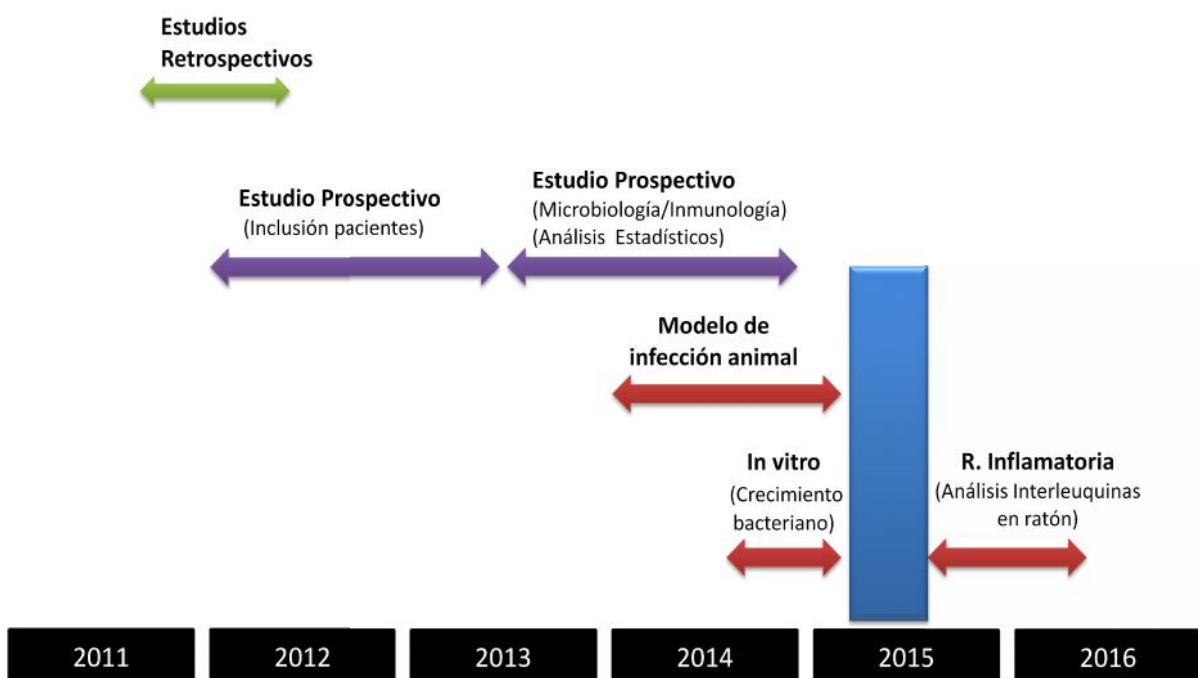 Estudios
Retrospectivos
Estudio Prospectivo
(Inclusión pacientes)
Estudio Prospectivo
(Microbiología/Inmunología)
(Análisis Estadísticos)
Modelo de
infección animal
In vitro
(Crecimiento
bacteriano)
R. Inflamatoria
(Análisis Interleuquinas
en ratón)
2011 2012 2013 2014 2015 2016